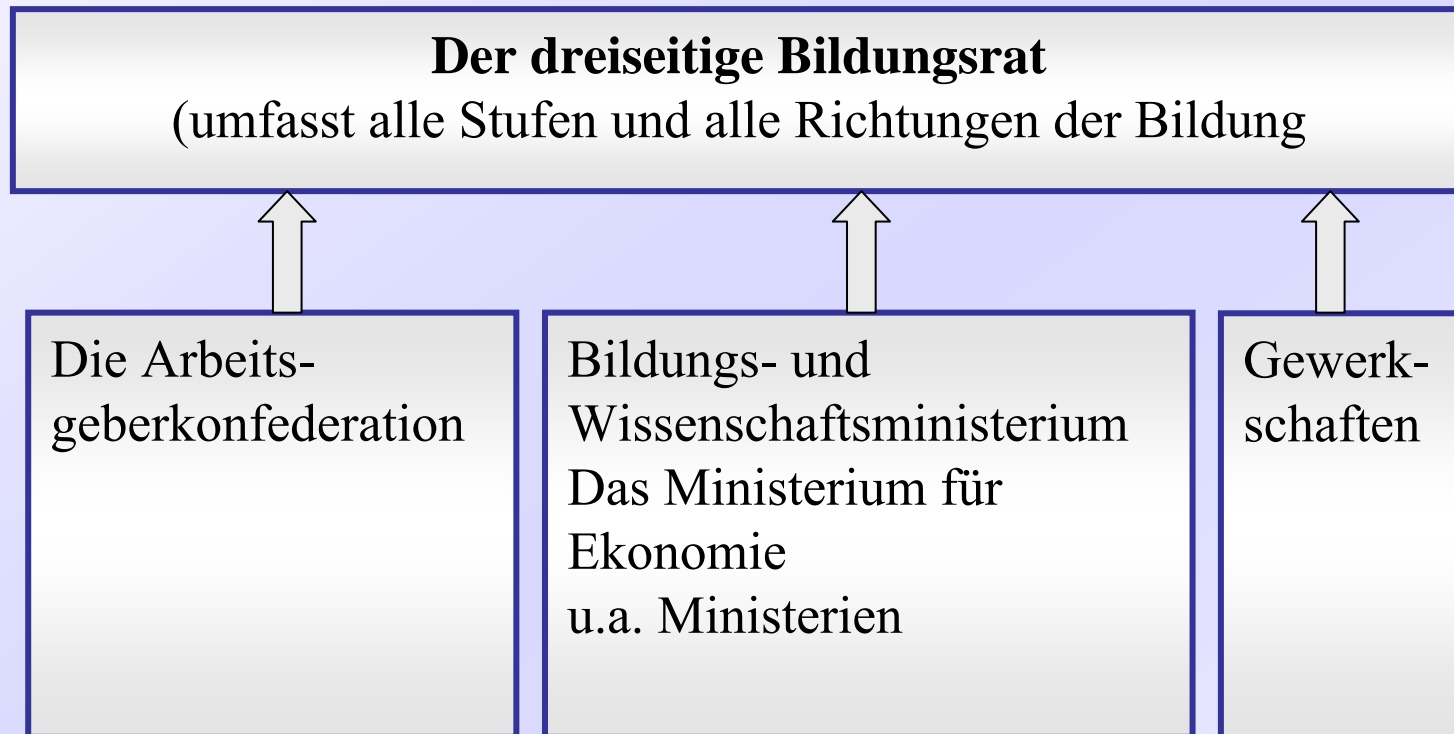 Der dreiseitige Bildungsrat
(umfasst alle Stufen und alle Richtungen der Bildung
Die Arbeits-
geberkonfederation
Bildungs- und
Wissenschaftsministerium
Das Ministerium für
Ekonomie
u.a. Ministerien
Gewerk-
schaften